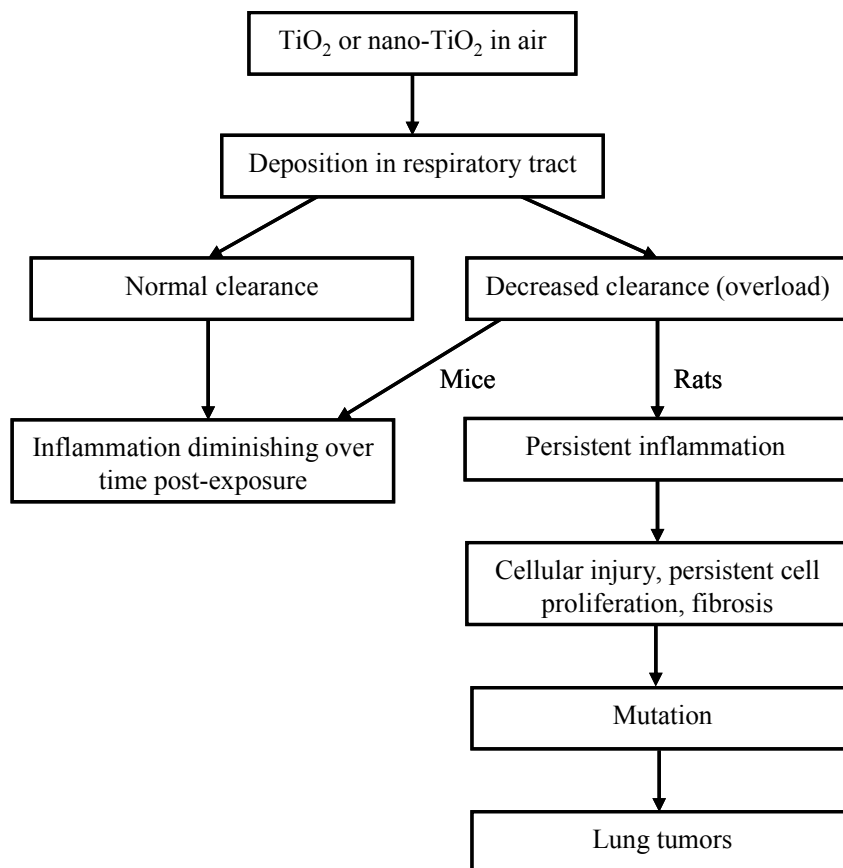 TiO₂ or nano-TiO₂ in air
Deposition in respiratory tract
Normal clearance
Decreased clearance (overload)
Mice
Rats
Inflammation diminishing over
time post-exposure
Persistent inflammation
Cellular injury, persistent cell
proliferation, fibrosis
Mutation
Lung tumors